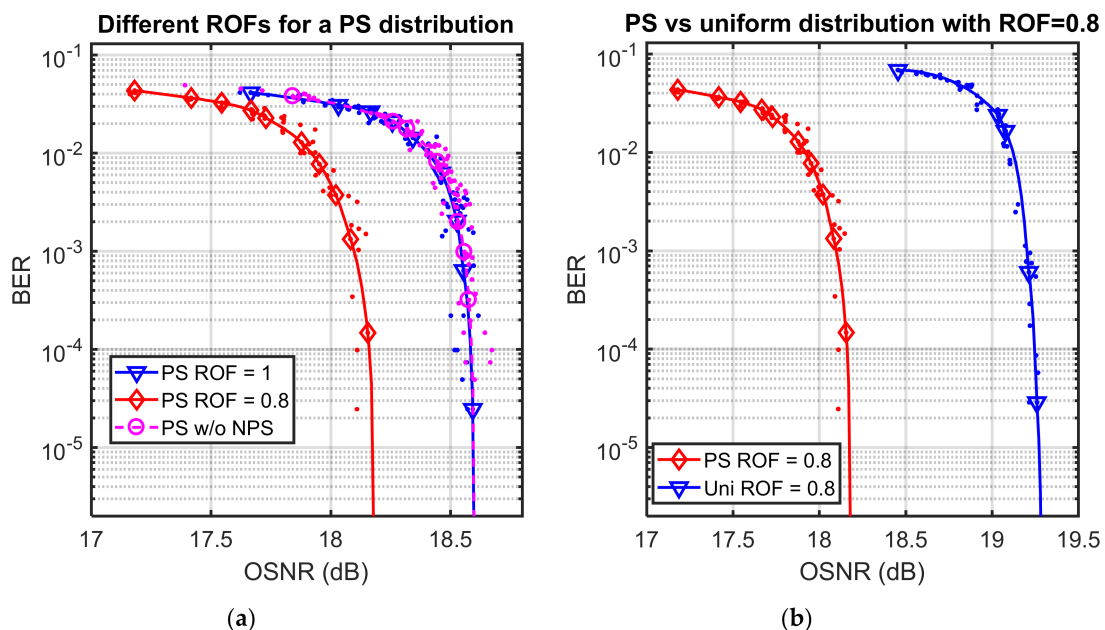 Different ROFs for a PS distribution
10-1
10-2
10-3
10-4
10-5
BER
PS ROF = 1
PS ROF = 0.8
PS w/o NPS
17 17.5 18 18.5
OSNR (dB)
(a)
PS vs uniform distribution with ROF=0.8
10-1
10-2
10-3
10-4
10-5
BER
PS ROF = 0.8
Uni ROF = 0.8
17 17.5 18 18.5 19 19.5
OSNR (dB)
(b)